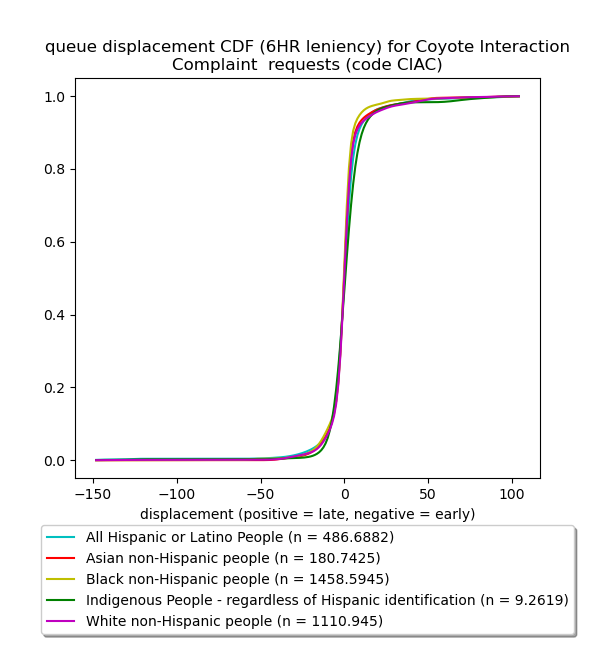 queue displacement CDF (6HR leniency) for Coyote Interaction
Complaint  requests (code CIAC)
1.0
0.8
0.6
0.4
0.2
0.0
−150
−100
−50
0
50
100
displacement (positive = late, negative = early)
All Hispanic or Latino People (n = 486.6882)
Asian non-Hispanic people (n = 180.7425)
Black non-Hispanic people (n = 1458.5945)
Indigenous People - regardless of Hispanic identification (n = 9.2619)
White non-Hispanic people (n = 1110.945)